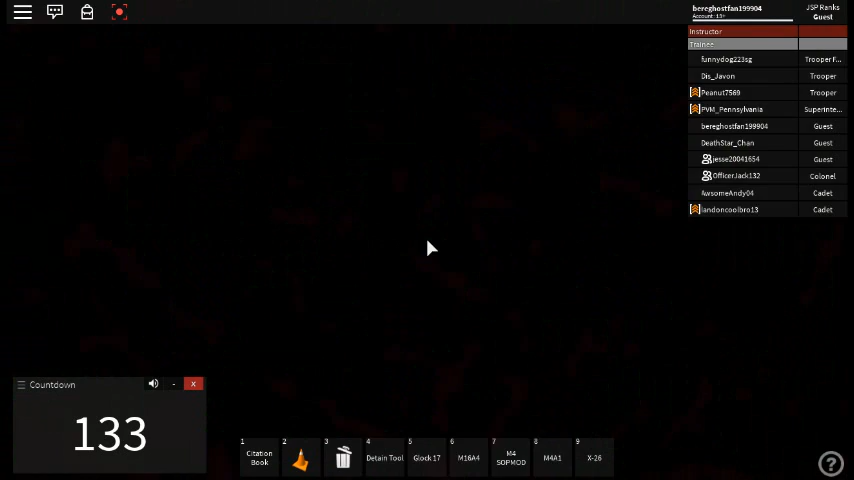 bereghostfan199904
Account: 13+
JSP Ranks
Guest
Instructor
Trainee
funnydog223sg Trooper F...
Dis_Javon Trooper
Peanut7569 Trooper
PVM_Pennsylvania Superinte...
bereghostfan199904 Guest
DeathStar_Chan Guest
jesse20041654 Guest
OfficerJack132 Colonel
AwsomeAndy04 Cadet
landoncoolbro13 Cadet
Countdown - X
133
1 2 3 4 5 6 7 8 9
Citation
Book
Detain Tool
Glock 17
M16A4
M4
SOPMOD
M4A1
X-26
?